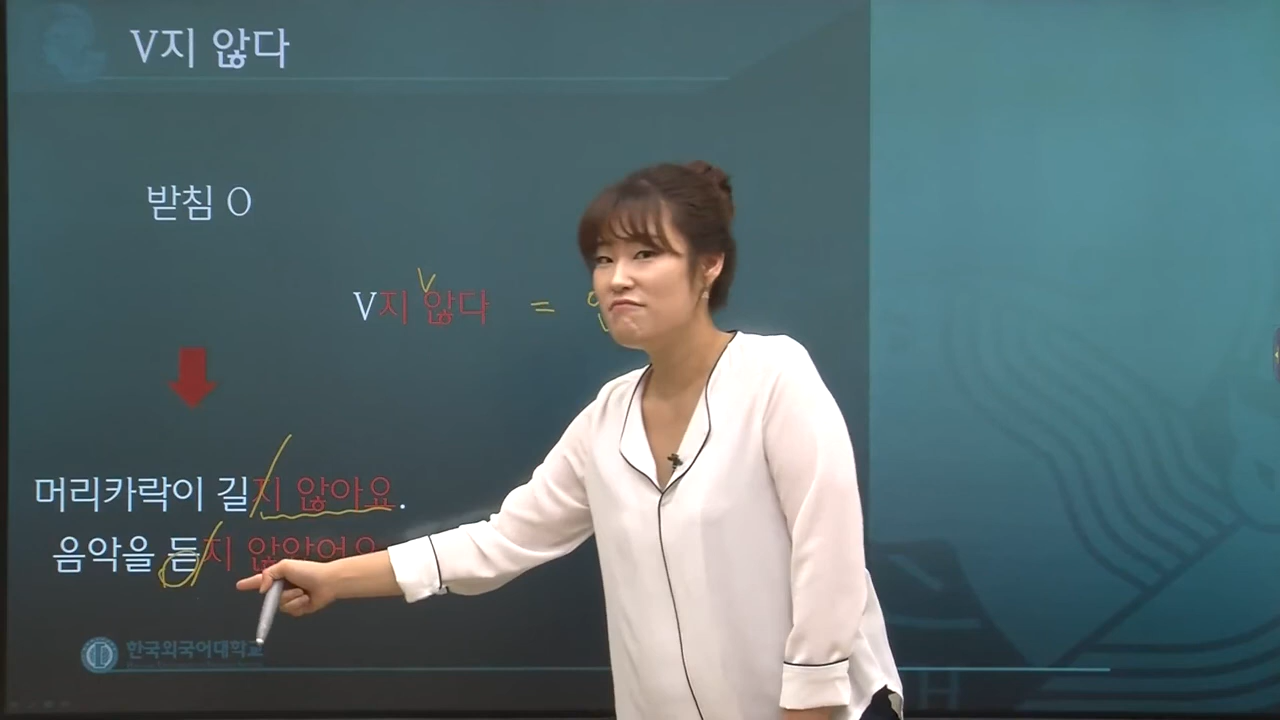 V지 않다
받침 O
V
V지 않다 =
머리카락이 길지 않아요.
음악을 듣지 않았어요
한국외국어대학교